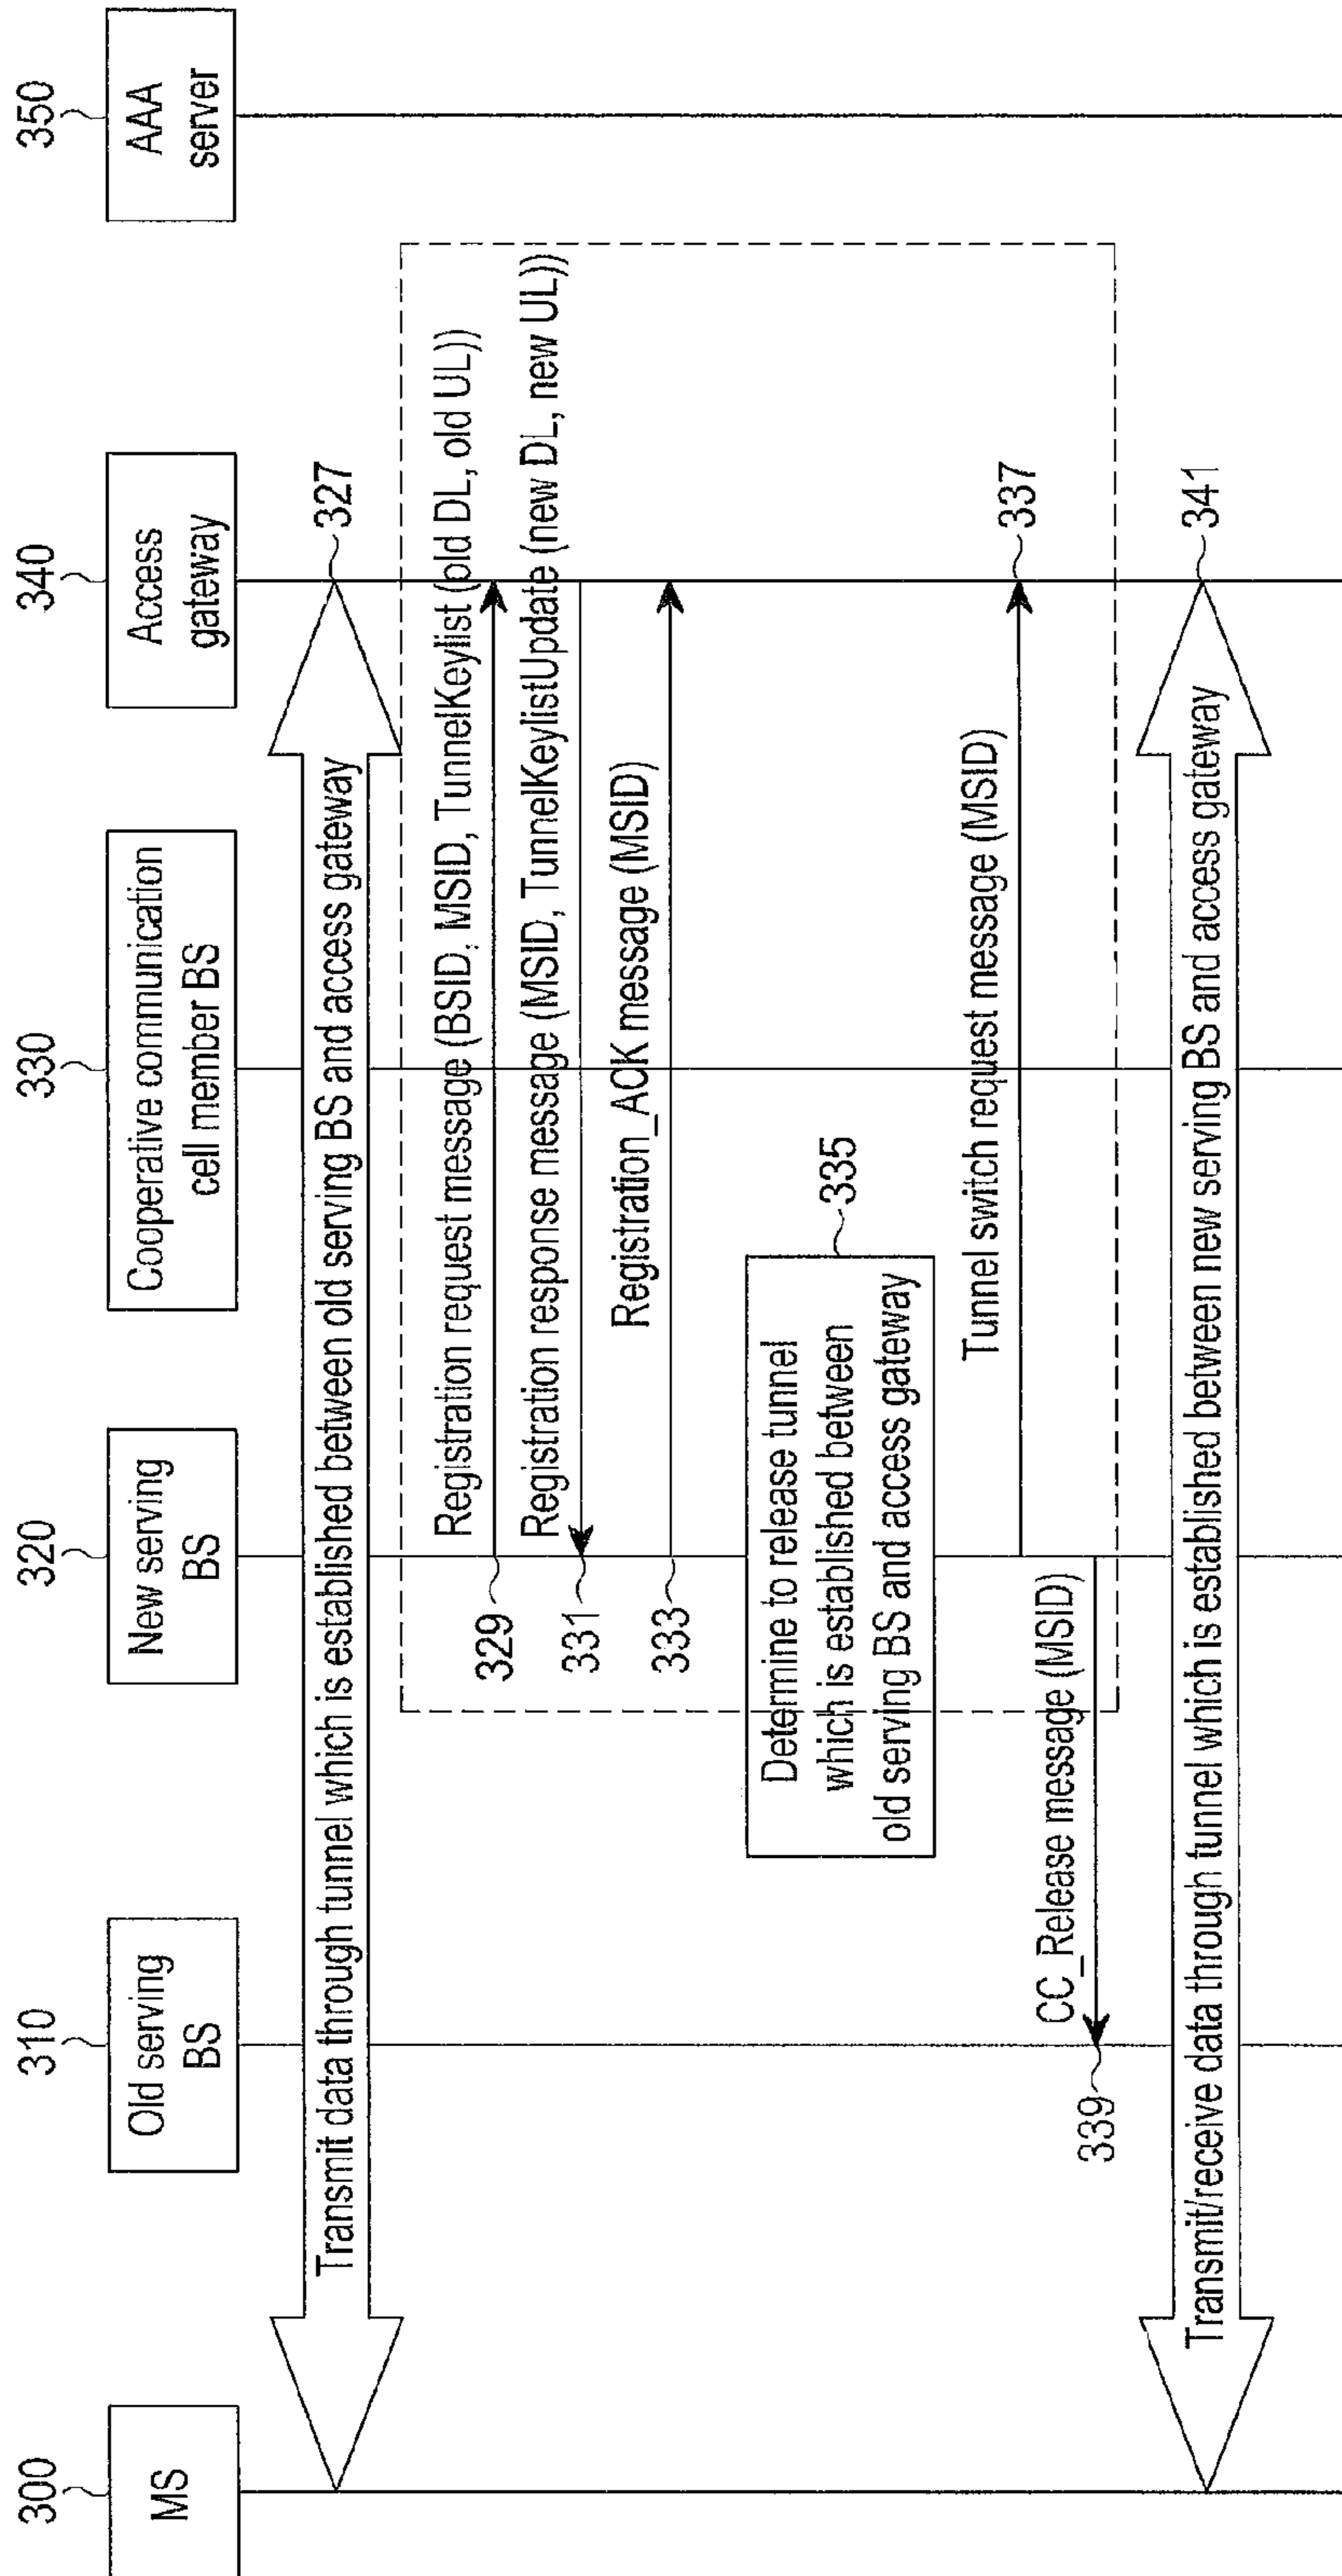 300
310
320
330
340
350
MS
Old serving
BS
New serving
BS
Cooperative communication
cell member BS
Access
gateway
AAA
server
Transmit data through tunnel which is established between old serving BS and access gateway
327
Registration request message (BSID, MSID, TunnelKeylist (old DL, old UL))
329
Registration response message (MSID, TunnelKeylistUpdate (new DL, new UL))
331
Registration_ACK message (MSID)
333
Determine to release tunnel
which is established between
old serving BS and access gateway
335
Tunnel switch request message (MSID)
337
CC_Release message (MSID)
339
Transmit/receive data through tunnel which is established between new serving BS and access gateway
341